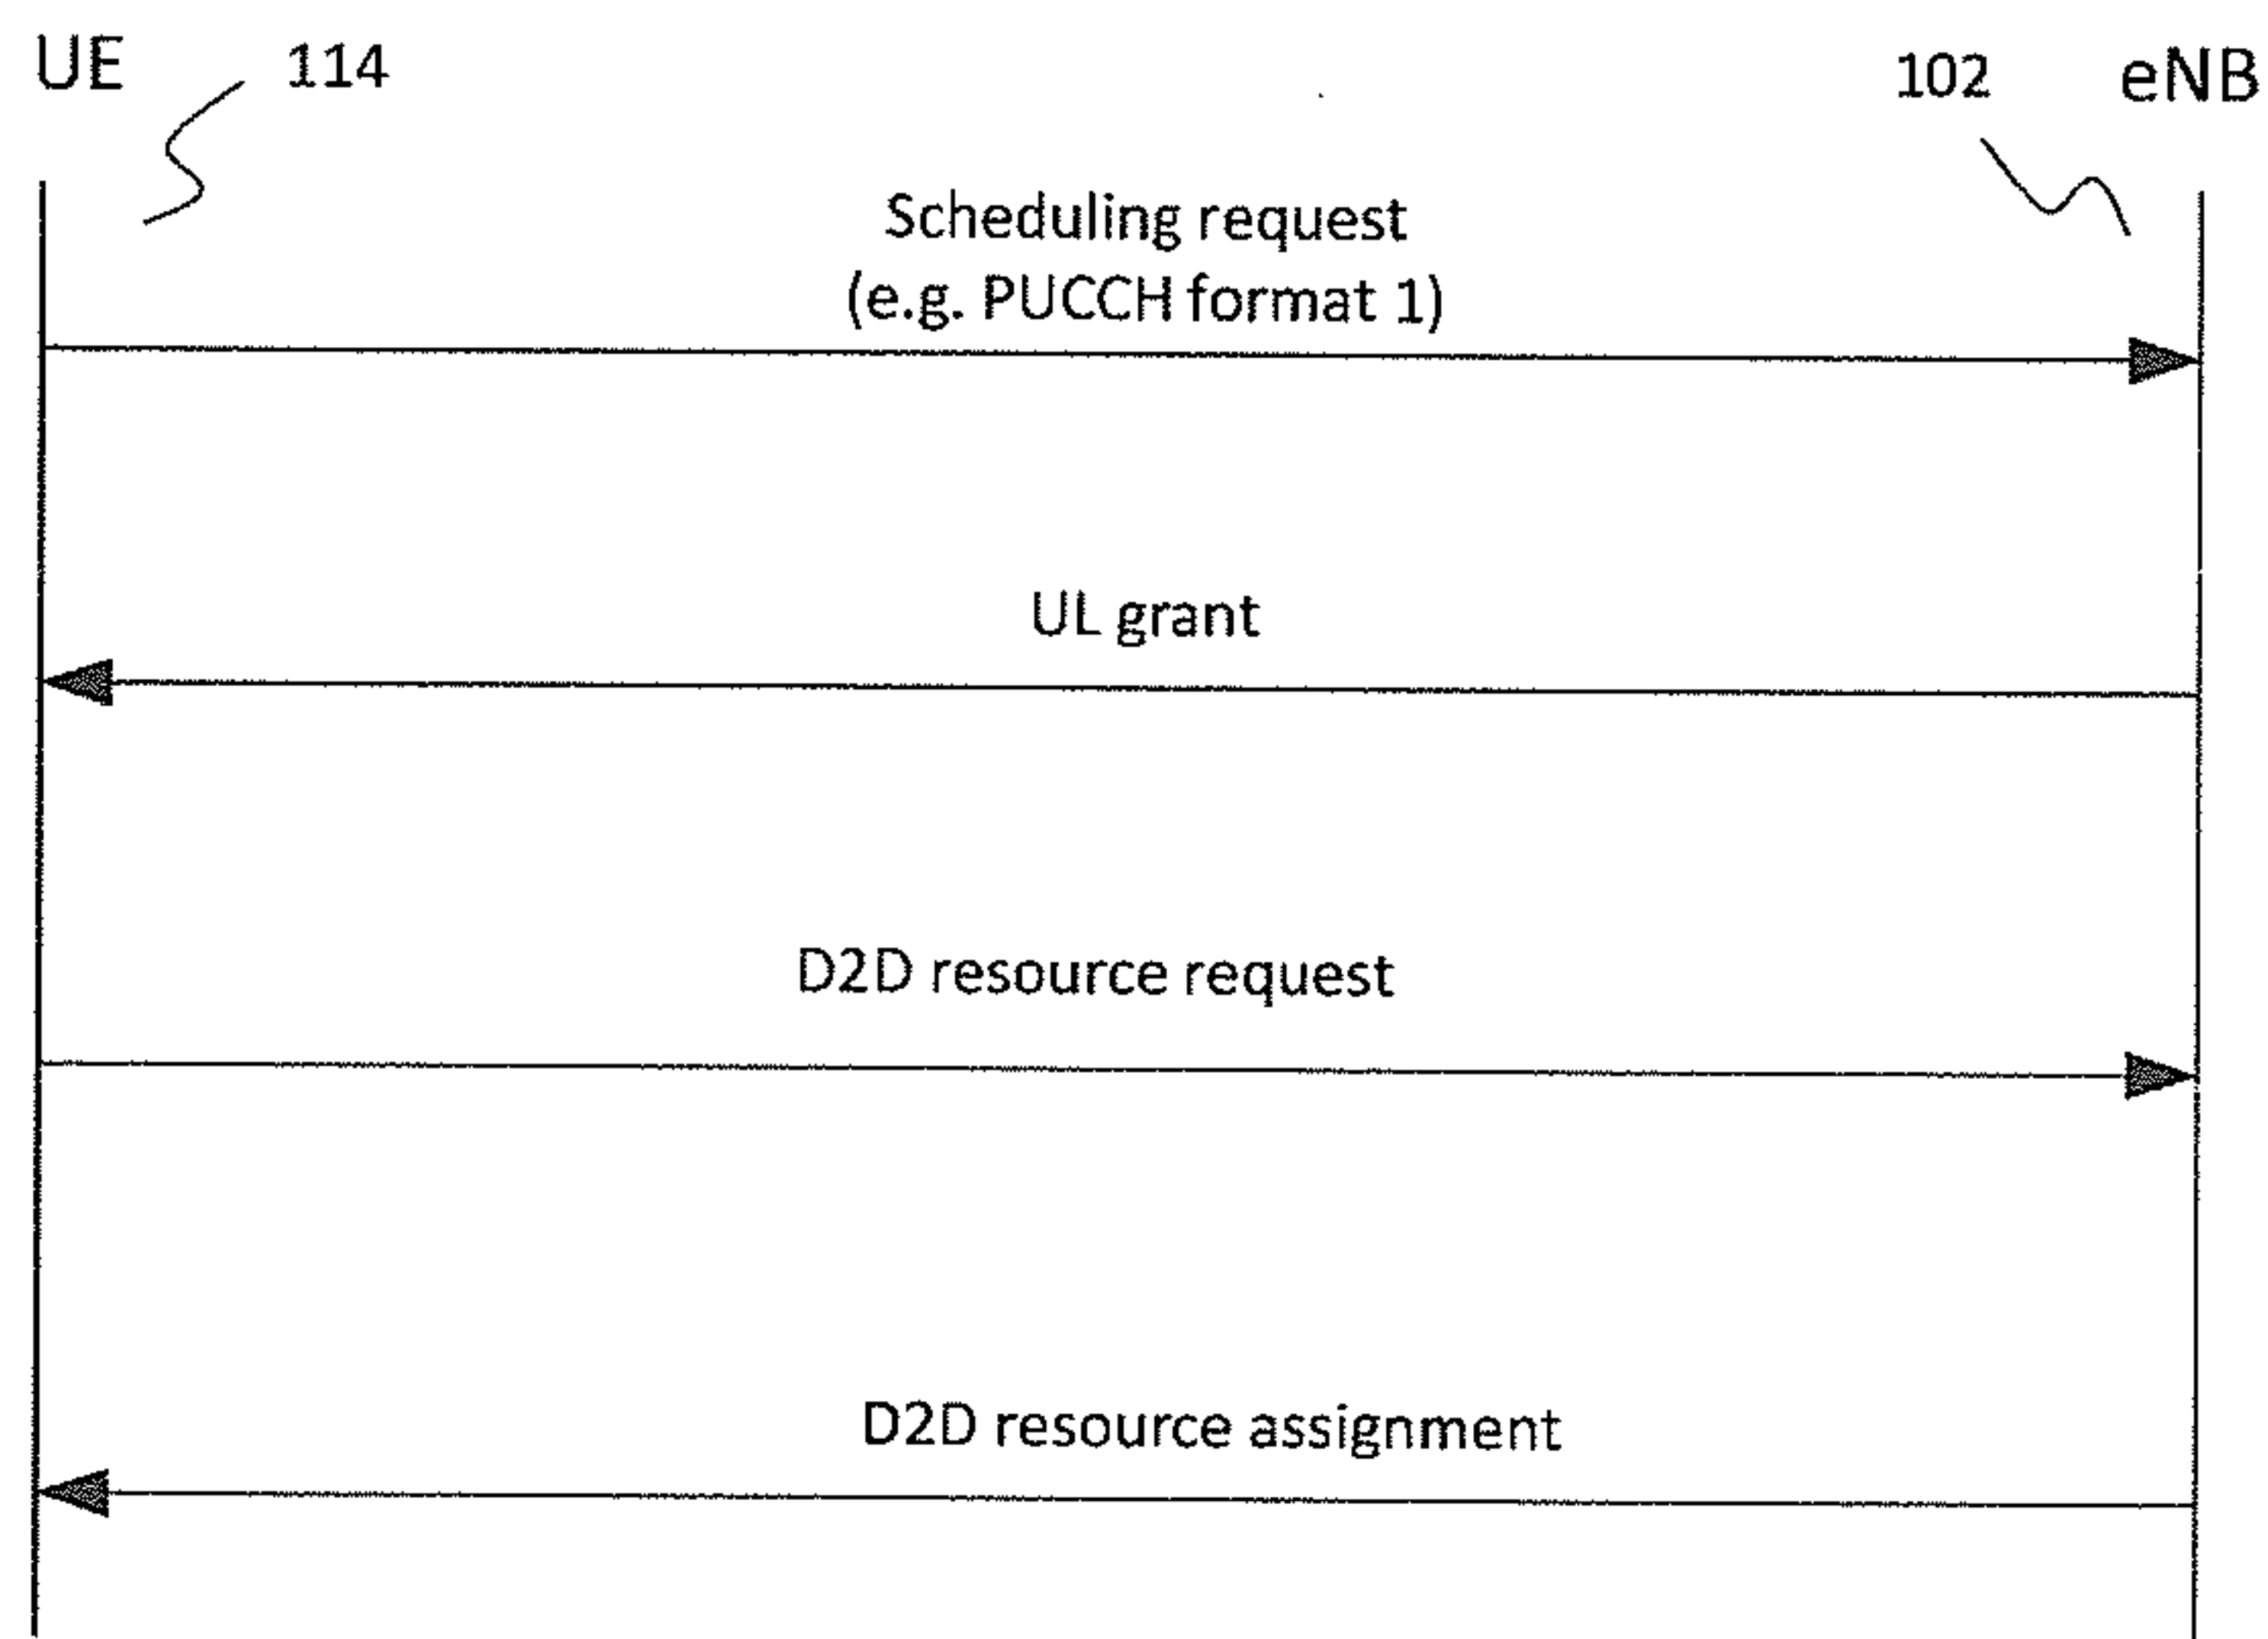 UE
114
102
eNB
Scheduling request
(e.g. PUCCH format 1)
UL grant
D2D resource request
D2D resource assignment